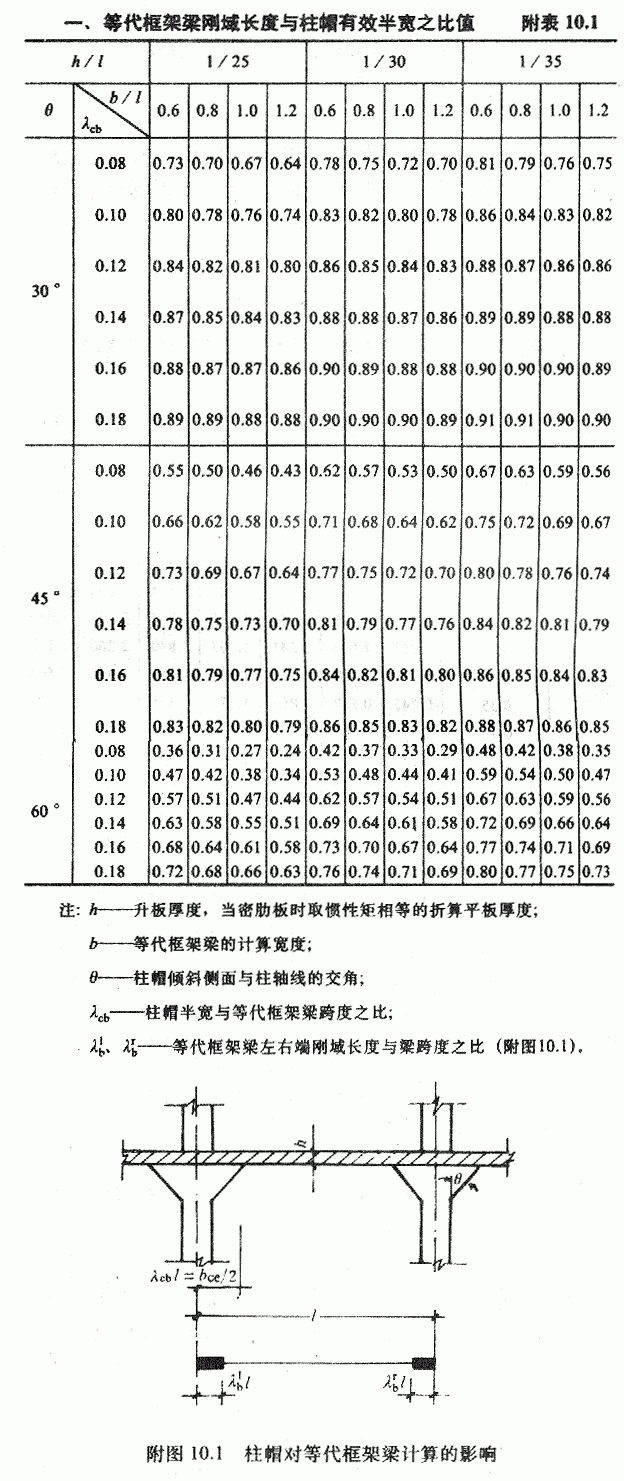 一、等代框架梁刚域长度与柱帽有效半宽之比值 附表 10.1
h/l 1/25 1/30 1/35
θ λcb b/l 0.6 0.8 1.0 1.2 0.6 0.8 1.0 1.2 0.6 0.8 1.0 1.2
30° 0.08 0.73 0.70 0.67 0.64 0.78 0.75 0.72 0.70 0.81 0.79 0.76 0.75
0.10 0.80 0.78 0.76 0.74 0.83 0.82 0.80 0.78 0.86 0.84 0.83 0.82
0.12 0.84 0.82 0.81 0.80 0.86 0.85 0.84 0.83 0.88 0.87 0.86 0.86
0.14 0.87 0.85 0.84 0.83 0.88 0.88 0.87 0.86 0.89 0.89 0.88 0.88
0.16 0.88 0.87 0.87 0.86 0.90 0.89 0.88 0.88 0.90 0.90 0.90 0.89
0.18 0.89 0.89 0.88 0.88 0.90 0.90 0.90 0.89 0.91 0.91 0.90 0.90
45° 0.08 0.55 0.50 0.46 0.43 0.62 0.57 0.53 0.50 0.67 0.63 0.59 0.56
0.10 0.66 0.62 0.58 0.55 0.71 0.68 0.64 0.62 0.75 0.72 0.69 0.67
0.12 0.73 0.69 0.67 0.64 0.77 0.75 0.72 0.70 0.80 0.78 0.76 0.74
0.14 0.78 0.75 0.73 0.70 0.81 0.79 0.77 0.76 0.84 0.82 0.81 0.79
0.16 0.81 0.79 0.77 0.75 0.84 0.82 0.81 0.80 0.86 0.85 0.84 0.83
0.18 0.83 0.82 0.80 0.79 0.86 0.85 0.83 0.82 0.88 0.87 0.86 0.85
60° 0.08 0.36 0.31 0.27 0.24 0.42 0.37 0.33 0.29 0.48 0.42 0.38 0.35
0.10 0.47 0.42 0.38 0.34 0.53 0.48 0.44 0.41 0.59 0.54 0.50 0.47
0.12 0.57 0.51 0.47 0.44 0.62 0.57 0.54 0.51 0.67 0.63 0.59 0.56
0.14 0.63 0.58 0.55 0.51 0.69 0.64 0.61 0.58 0.72 0.69 0.66 0.64
0.16 0.68 0.64 0.61 0.58 0.73 0.70 0.67 0.64 0.77 0.74 0.71 0.69
0.18 0.72 0.68 0.66 0.63 0.76 0.74 0.71 0.69 0.80 0.77 0.75 0.73
注: h——升板厚度，当密肋板时取惯性矩相等的折算平板厚度；
b——等代框架梁的计算宽度；
θ——柱帽倾斜侧面与柱轴线的交角；
λcb——柱帽半宽与等代框架梁跨度之比；
λbl、λbr——等代框架梁左右端刚域长度与梁跨度之比（附图10.1）。
h
θ
λcb l = bce/2
l
λbl l λbr l
附图 10.1 柱帽对等代框架梁计算的影响